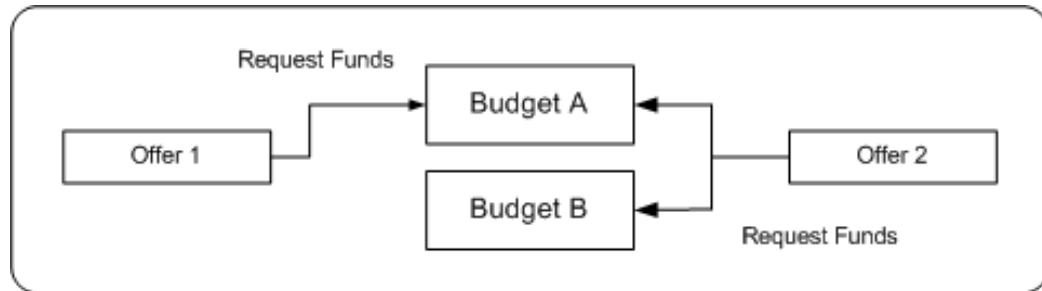 Request Funds
Budget A
Offer 1
Offer 2
Budget B
Request Funds